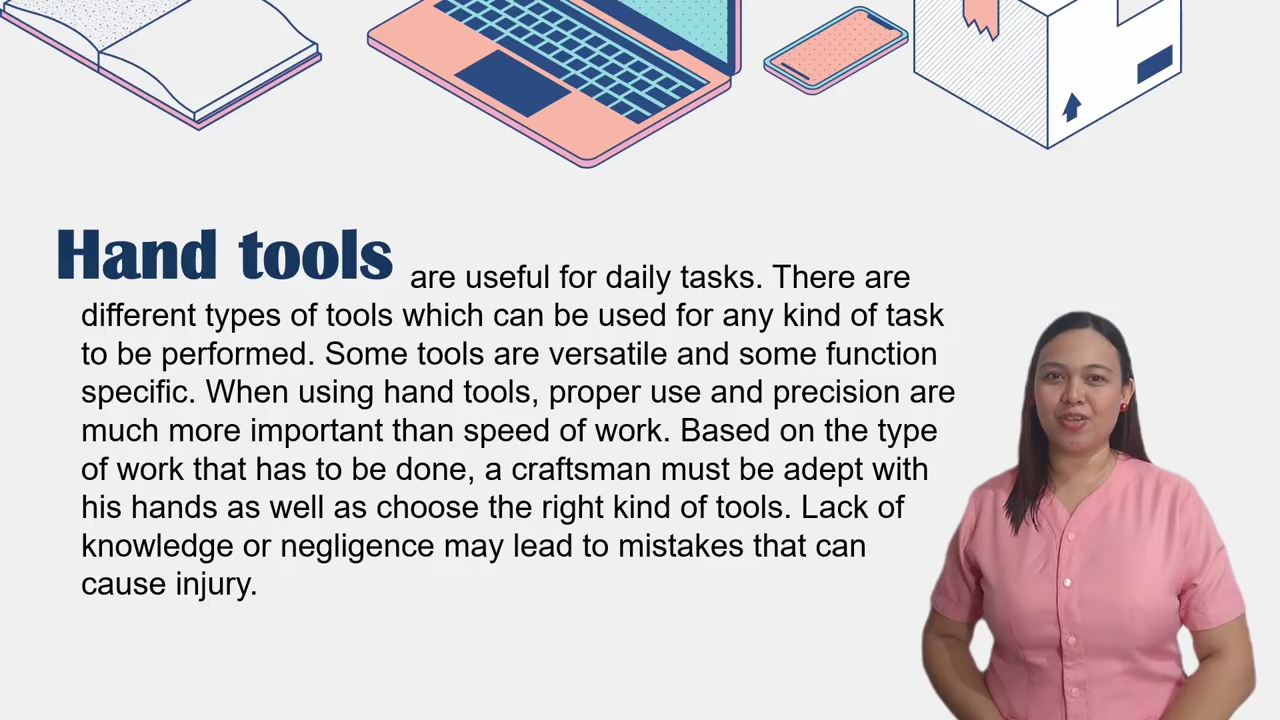 Hand tools are useful for daily tasks. There are
different types of tools which can be used for any kind of task
to be performed. Some tools are versatile and some function
specific. When using hand tools, proper use and precision are
much more important than speed of work. Based on the type
of work that has to be done, a craftsman must be adept with
his hands as well as choose the right kind of tools. Lack of
knowledge or negligence may lead to mistakes that can
cause injury.